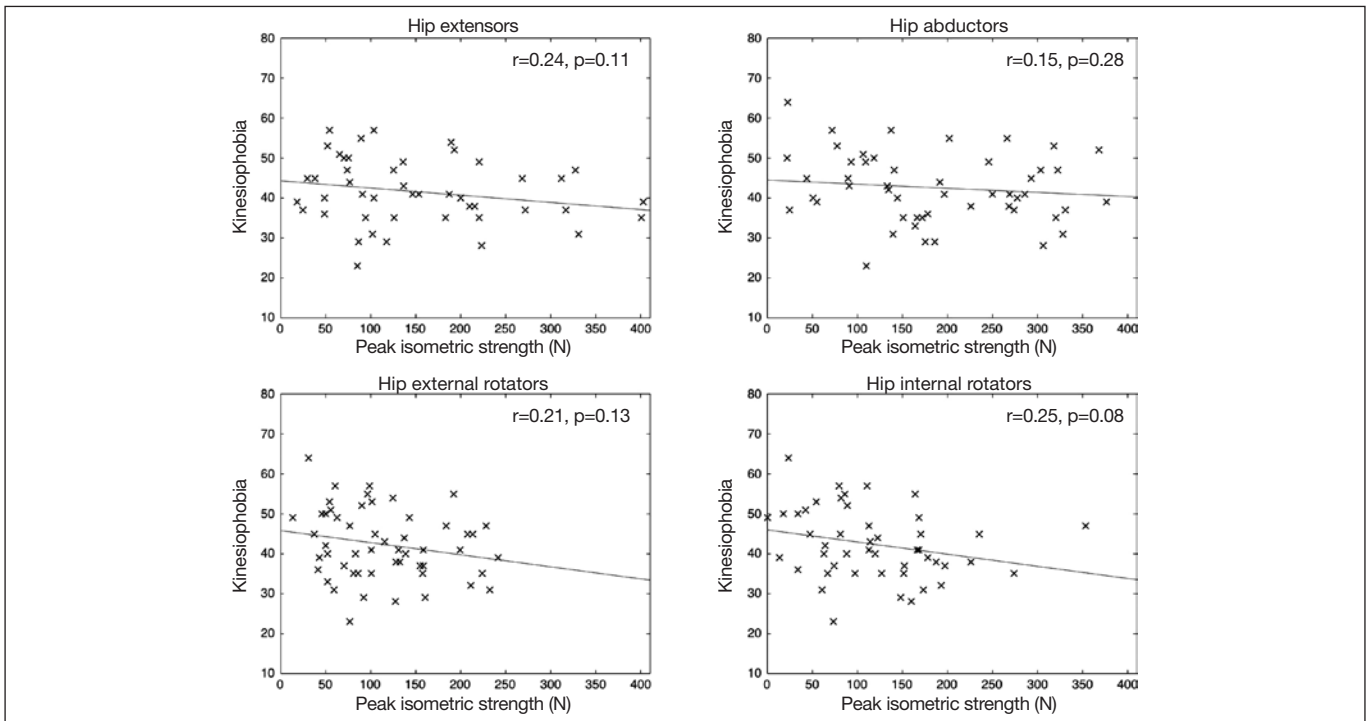 Hip extensors
r=0.24, p=0.11
Kinesiophobia
80
70
60
50
40
30
20
10
0 50 100 150 200 250 300 350 400
Peak isometric strength (N)
Hip abductors
r=0.15, p=0.28
Kinesiophobia
80
70
60
50
40
30
20
10
0 50 100 150 200 250 300 350 400
Peak isometric strength (N)
Hip external rotators
r=0.21, p=0.13
Kinesiophobia
80
70
60
50
40
30
20
10
0 50 100 150 200 250 300 350 400
Peak isometric strength (N)
Hip internal rotators
r=0.25, p=0.08
Kinesiophobia
80
70
60
50
40
30
20
10
0 50 100 150 200 250 300 350 400
Peak isometric strength (N)